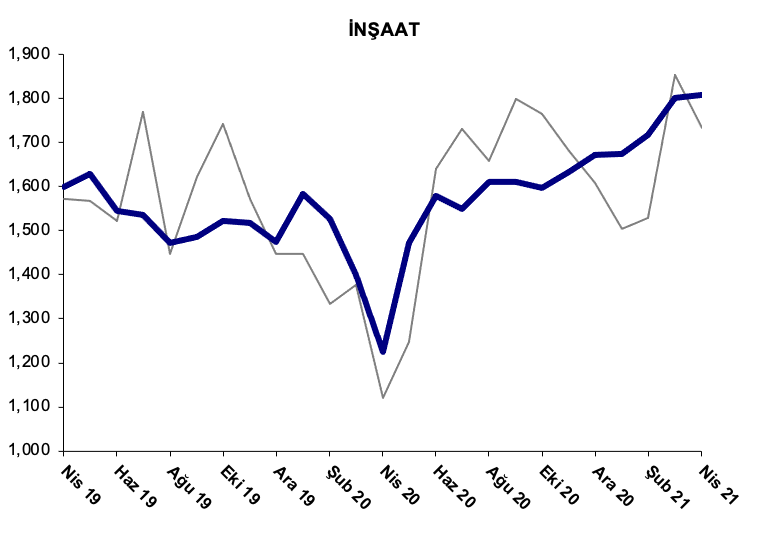 İNŞAAT
1,900
1,800
1,700
1,600
1,500
1,400
1,300
1,200
1,100
1,000
Nis 19
Haz 19
Ağu 19
Eki 19
Ara 19
Şub 20
Nis 20
Haz 20
Ağu 20
Eki 20
Ara 20
Şub 21
Nis 21